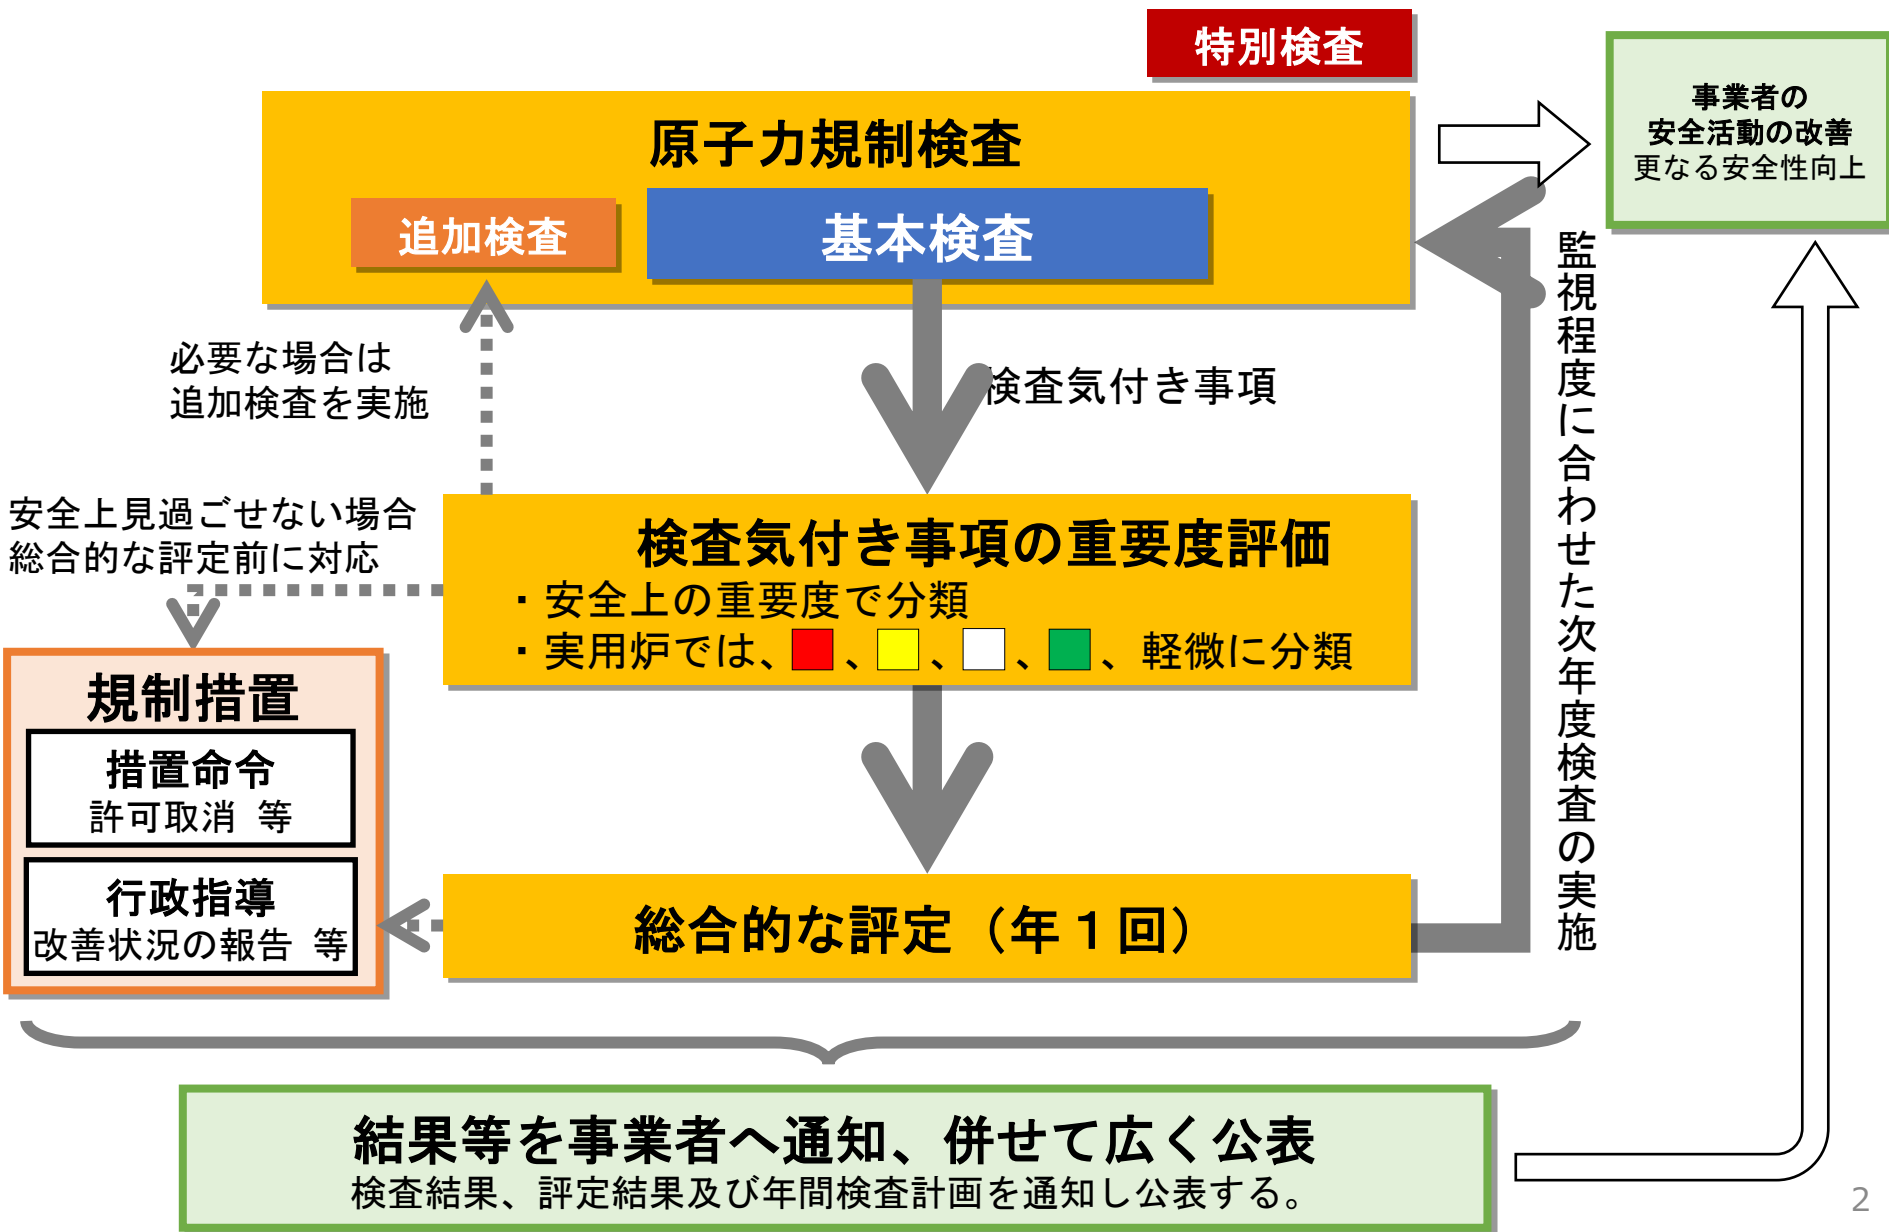 特別検査
原子力規制検査
追加検査
基本検査
事業者の
安全活動の改善
更なる安全性向上
必要な場合は
追加検査を実施
検査気付き事項
監視程度に合わせた次年度検査の実施
安全上見過ごせない場合
総合的な評定前に対応
検査気付き事項の重要度評価
・安全上の重要度で分類
・実用炉では、 、 、 、 、軽微に分類
規制措置
措置命令
許可取消 等
行政指導
改善状況の報告 等
総合的な評定（年１回）
結果等を事業者へ通知、併せて広く公表
検査結果、評定結果及び年間検査計画を通知し公表する。
2